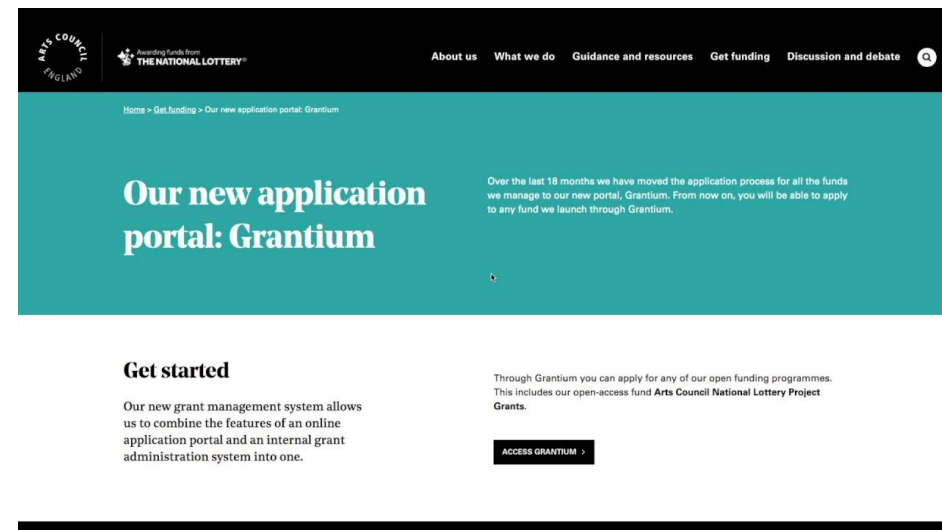 ARTS COUNCIL ENGLAND
Awarding funds from
THE NATIONAL LOTTERY®
About us What we do Guidance and resources Get funding Discussion and debate
Home > Get funding > Our new application portal: Grantium
Our new application
portal: Grantium
Over the last 18 months we have moved the application process for all the funds
we manage to our new portal, Grantium. From now on, you will be able to apply
to any fund we launch through Grantium.
Get started
Our new grant management system allows
us to combine the features of an online
application portal and an internal grant
administration system into one.
Through Grantium you can apply for any of our open funding programmes.
This includes our open-access fund Arts Council National Lottery Project
Grants.
ACCESS GRANTIUM >